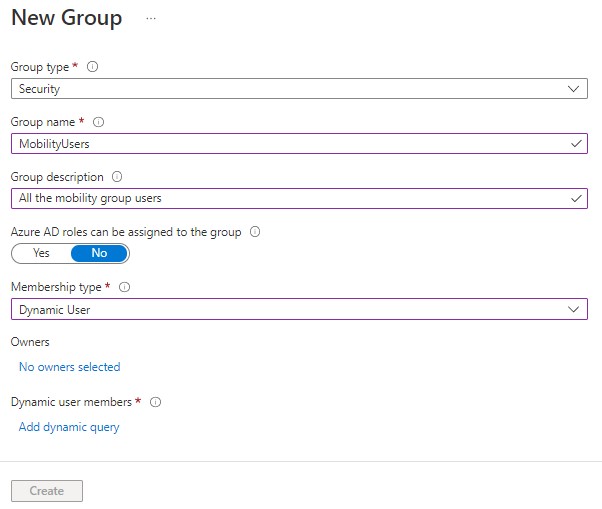 New Group ...
Group type *
Security
Group name *
MobilityUsers
Group description
All the mobility group users
Azure AD roles can be assigned to the group
Yes No
Membership type *
Dynamic User
Owners
No owners selected
Dynamic user members *
Add dynamic query
Create